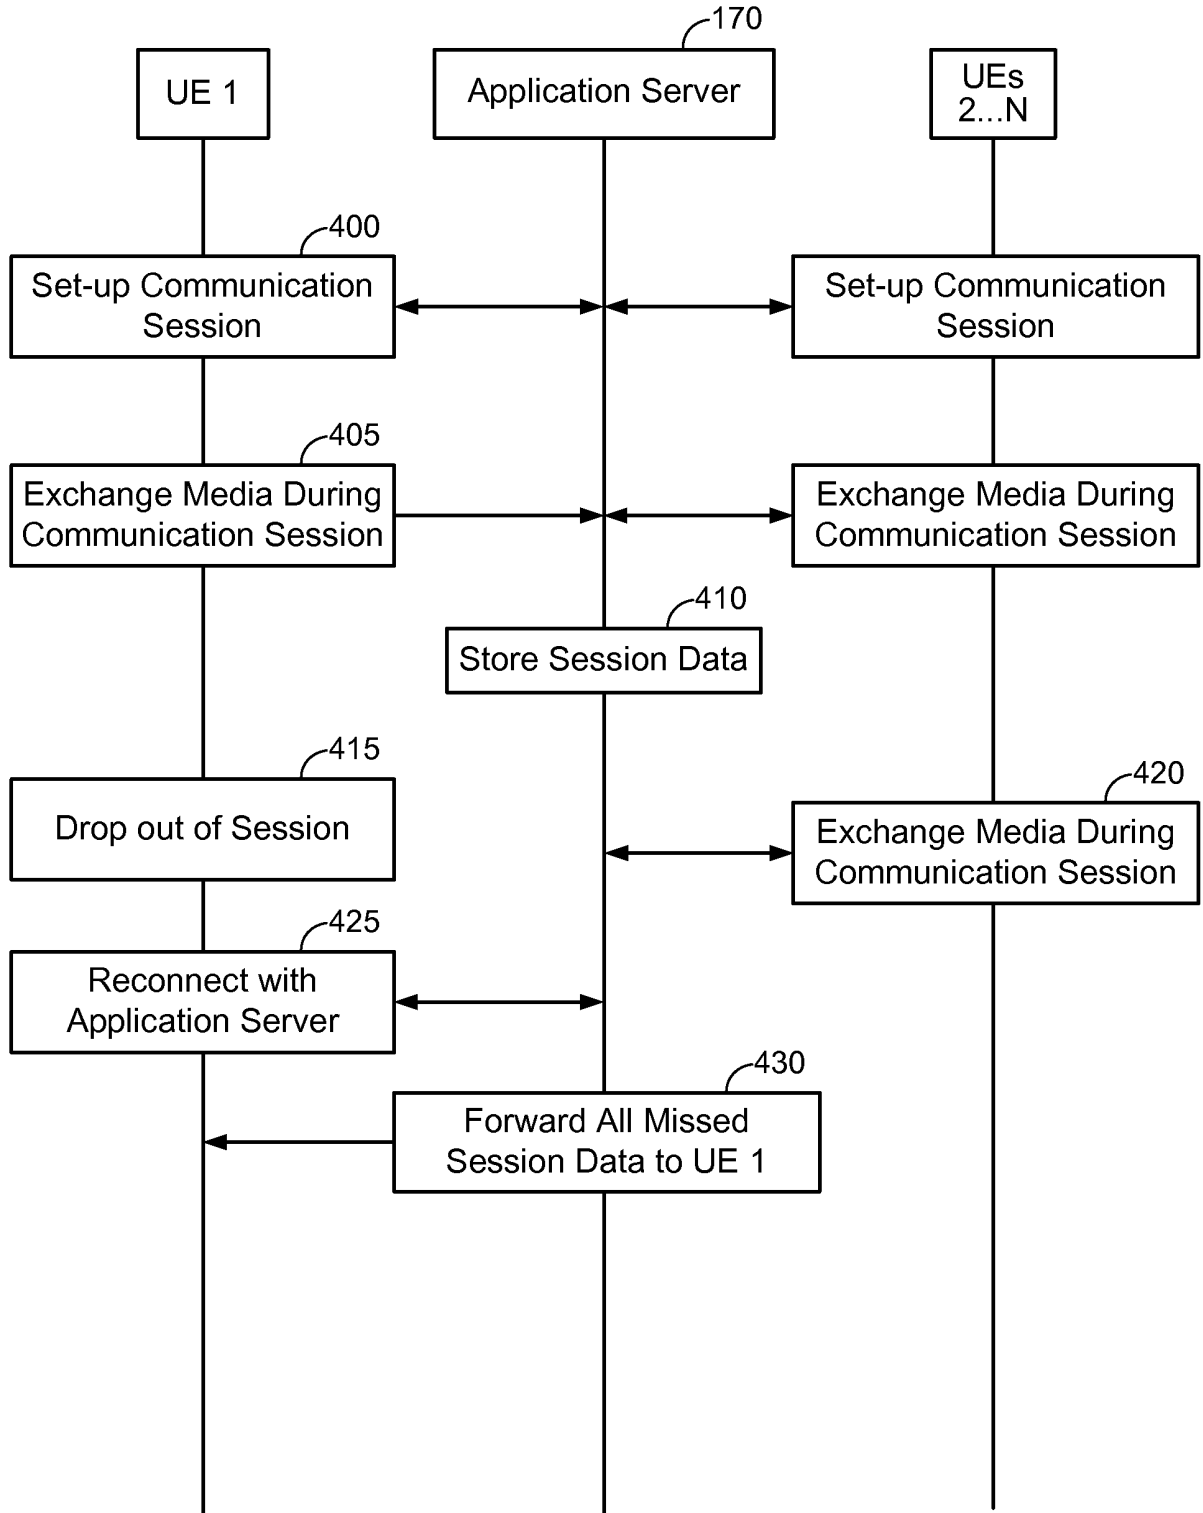 170
UE 1
Application Server
UEs
2...N
400
Set-up Communication
Session
Set-up Communication
Session
405
Exchange Media During
Communication Session
Exchange Media During
Communication Session
410
Store Session Data
415
Drop out of Session
420
Exchange Media During
Communication Session
425
Reconnect with
Application Server
430
Forward All Missed
Session Data to UE 1